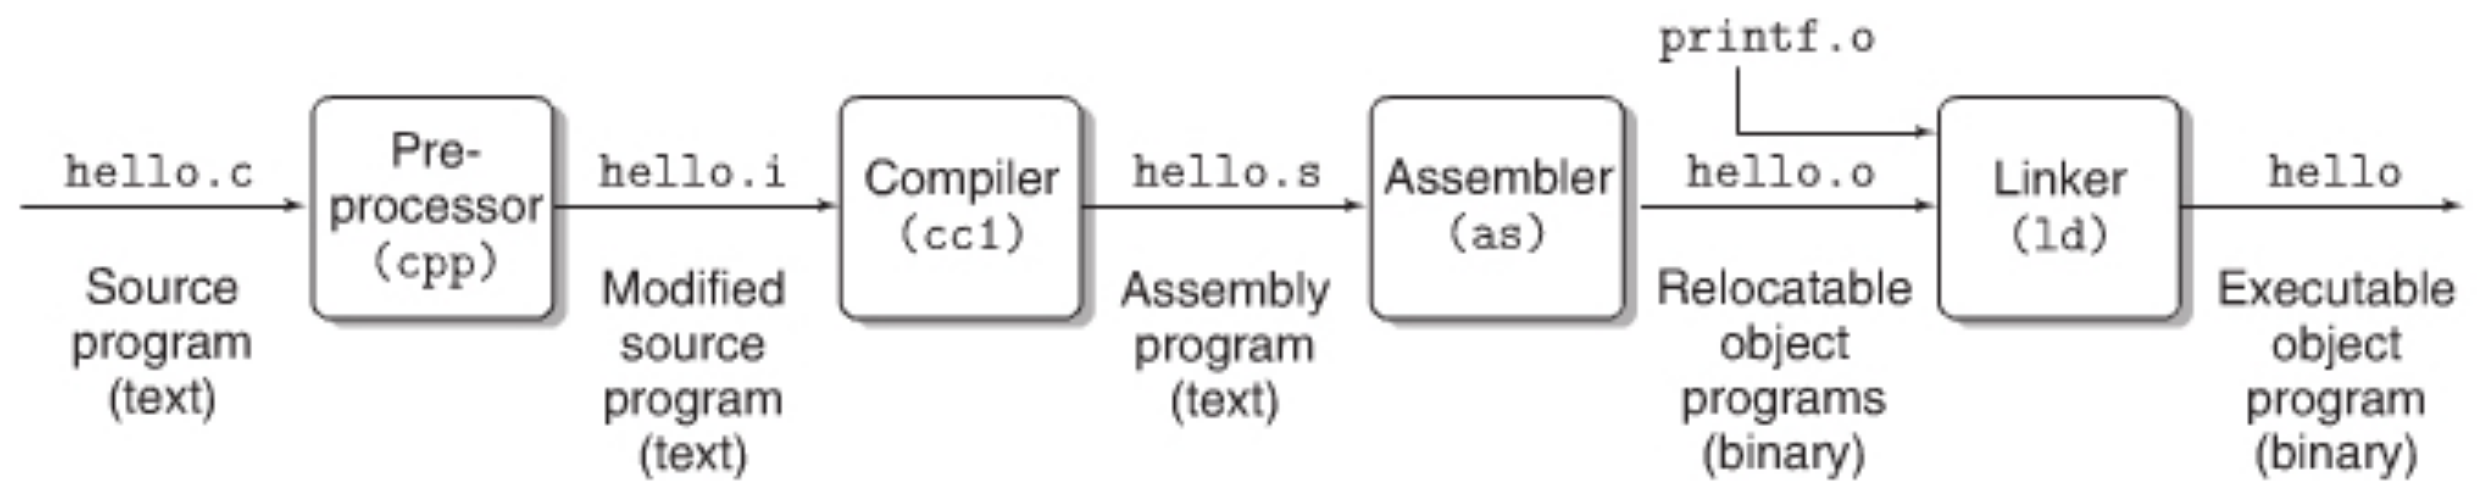 printf.o
hello.c
Pre-
processor
(cpp)
hello.i
Compiler
(cc1)
hello.s
Assembler
(as)
hello.o
Linker
(ld)
hello
Source
program
(text)
Modified
source
program
(text)
Assembly
program
(text)
Relocatable
object
programs
(binary)
Executable
object
program
(binary)